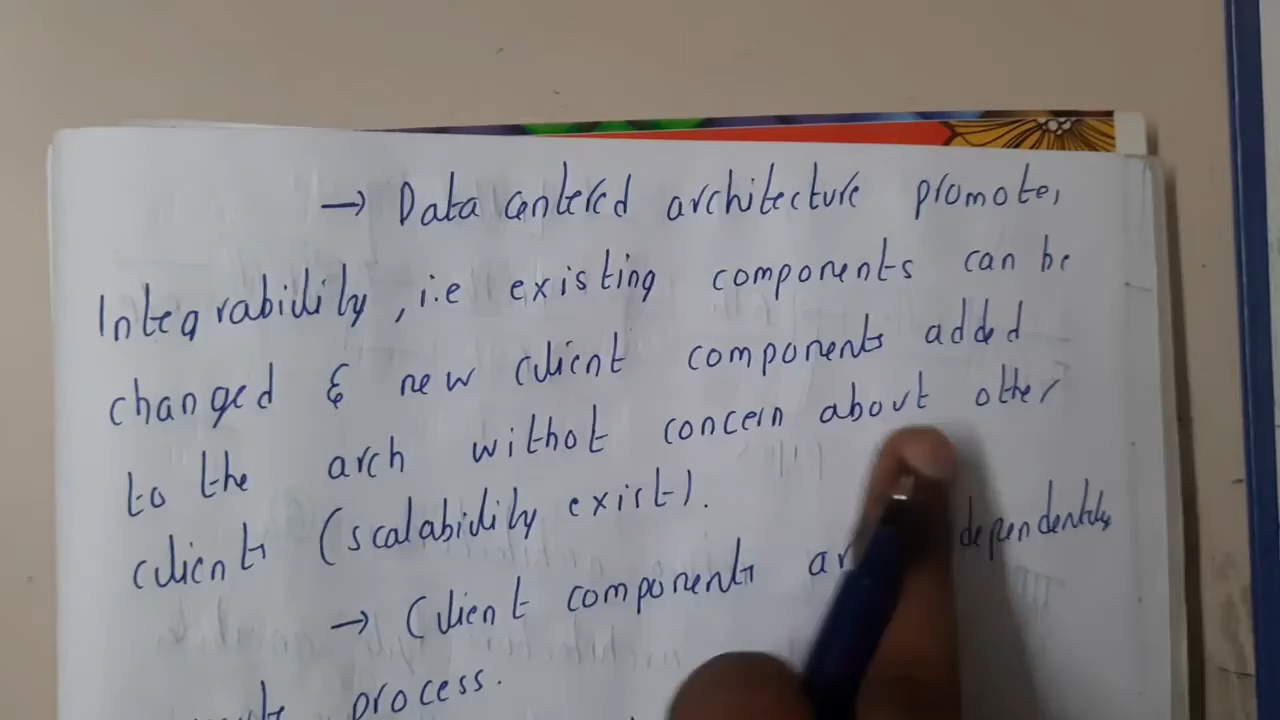 → Data centered architecture promotes
Integrability, i.e existing components can be
changed & new client components added
to the arch without concern about other
clients (scalability exist).
→ Client components
dependently
process.